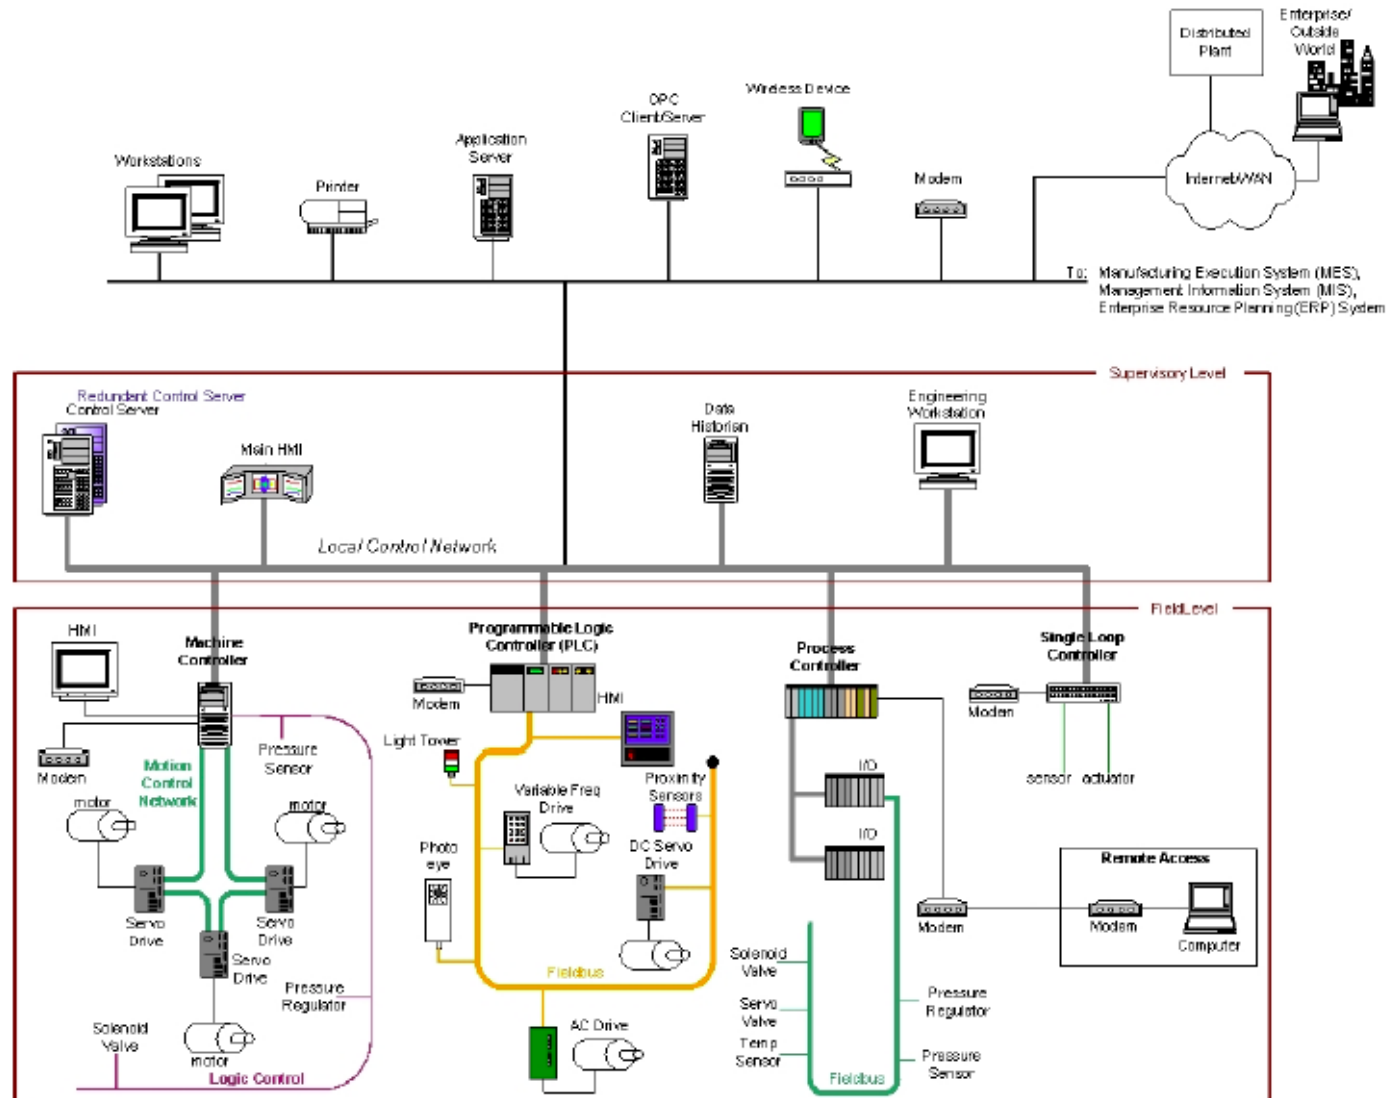 Distributed
Plant
Enterprise/
Outside
World
Internet/WAN
Workstations
Printer
Application
Server
OPC
Client/Server
Wireless Device
Modem
To: Manufacturing Execution System (MES),
Management Information System (MIS),
Enterprise Resource Planning (ERP) System
Supervisory Level
Redundant Control Server
Control Server
Main HMI
Data
Historian
Engineering
Workstation
Local Control Network
Field Level
HMI
Machine
Controller
Modem
Pressure
Sensor
Motion
Control
Network
motor
motor
Servo
Drive
Servo
Drive
Servo
Drive
motor
Pressure
Regulator
Solenoid
Valve
Logic Control
Programmable Logic
Controller (PLC)
Modem
HMI
Light Tower
Proximity
Sensors
Variable Freq
Drive
Photo
eye
DC Servo
Drive
Fieldbus
AC Drive
Process
Controller
I/O
I/O
Modem
Solenoid
Valve
Servo
Valve
Temp
Sensor
Pressure
Regulator
Pressure
Sensor
Fieldbus
Single Loop
Controller
Modem
sensor
actuator
Remote Access
Modem
Computer